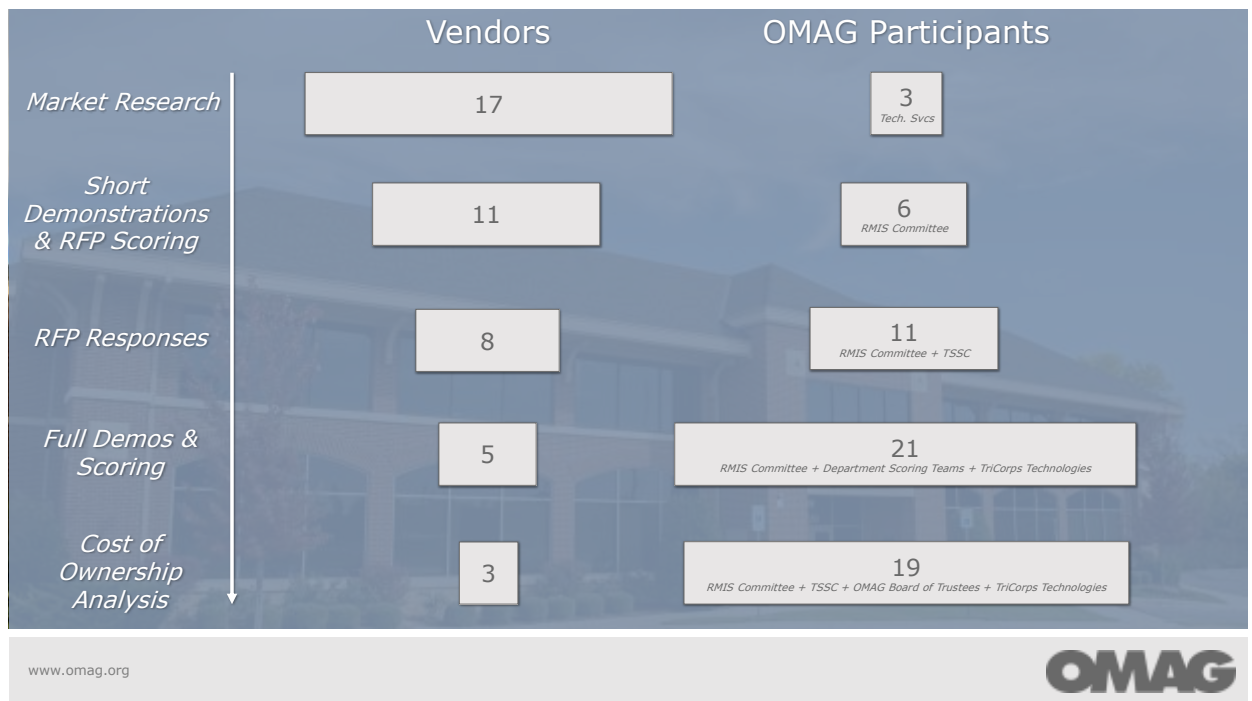 Vendors
OMAG Participants
Market Research
17
3
Tech. Svcs
Short
Demonstrations
& RFP Scoring
11
6
RMIS Committee
RFP Responses
8
11
RMIS Committee + TSSC
Full Demos &
Scoring
5
21
RMIS Committee + Department Scoring Teams + TriCorps Technologies
Cost of
Ownership
Analysis
3
19
RMIS Committee + TSSC + OMAG Board of Trustees + TriCorps Technologies
www.omag.org
OMAG